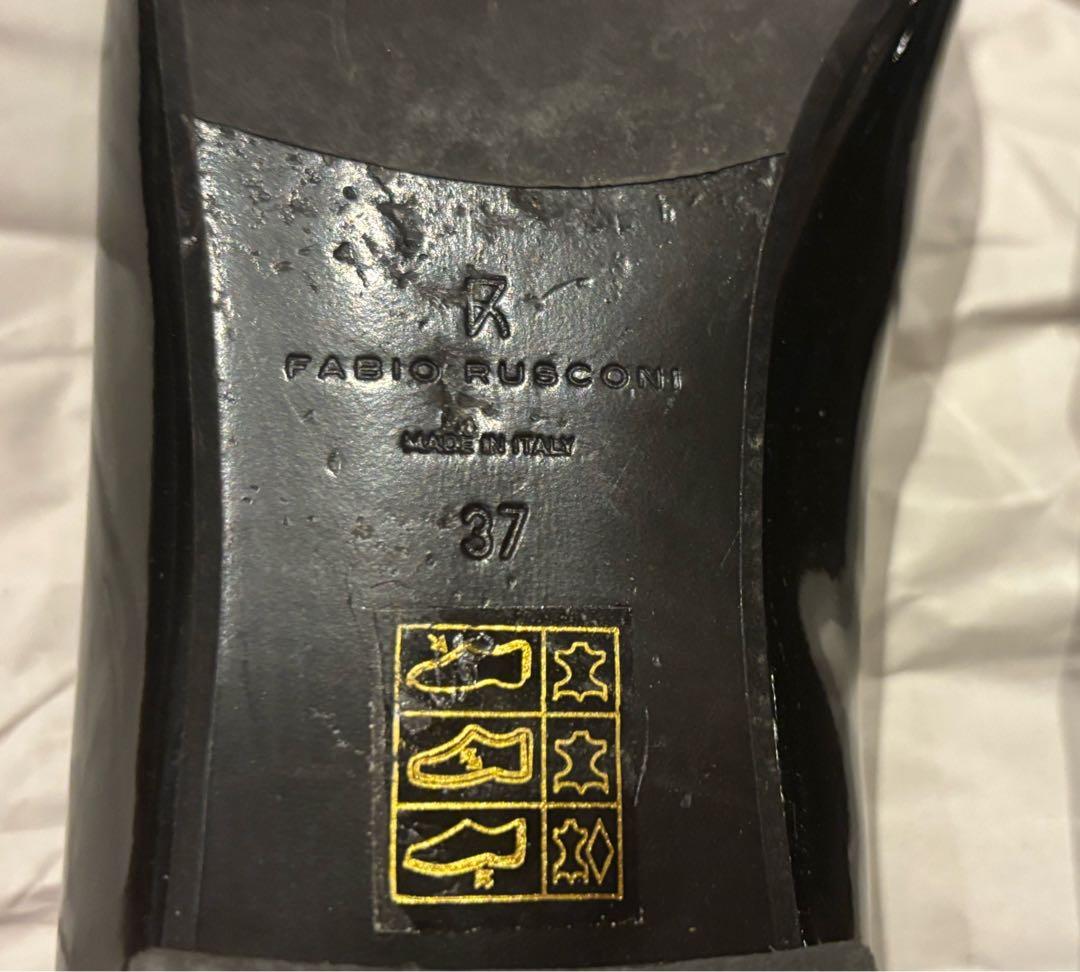 FABIO RUSCONI
MADE IN ITALY
37